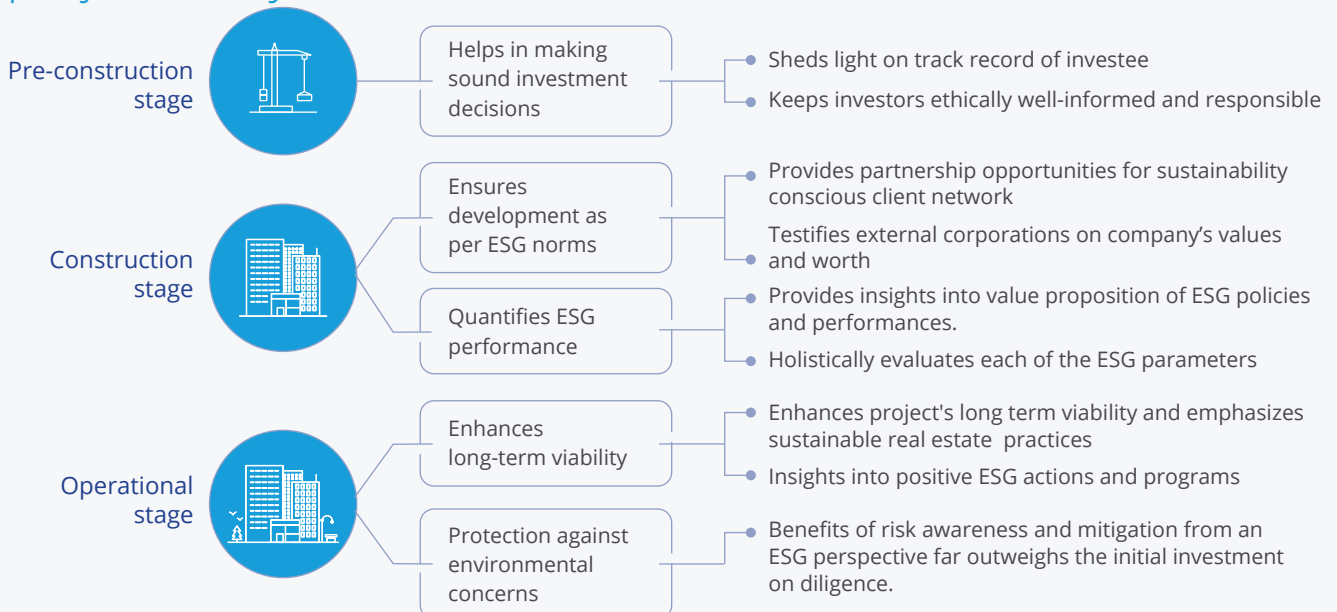 Pre-construction
stage
Helps in making
sound investment
decisions
Sheds light on track record of investee
Keeps investors ethically well-informed and responsible
Construction
stage
Ensures
development as
per ESG norms
Provides partnership opportunities for sustainability
conscious client network
Testifies external corporations on company’s values
and worth
Quantifies ESG
performance
Provides insights into value proposition of ESG policies
and performances.
Holistically evaluates each of the ESG parameters
Operational
stage
Enhances
long-term viability
Enhances project's long term viability and emphasizes
sustainable real estate practices
Insights into positive ESG actions and programs
Protection against
environmental
concerns
Benefits of risk awareness and mitigation from an
ESG perspective far outweighs the initial investment
on diligence.